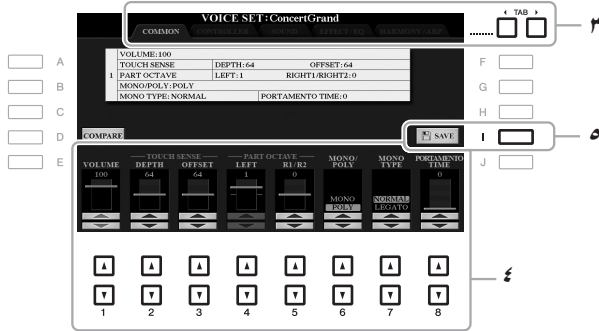 VOICE SET:ConcertGrand
COMMON CONTROLLER SOUND EFFECT/EQ HARMONY/ARP
TAB
٣
VOLUME:100
TOUCH SENSE DEPTH:64 OFFSET:64
1 PART OCTAVE LEFT:1 RIGHT1/RIGHT2:0
MONO/POLY:POLY
MONO TYPE:NORMAL PORTAMENTO TIME:0
A
B
C
D
E
F
G
H
I
J
COMPARE
SAVE
٥
VOLUME
TOUCH SENSE
DEPTH OFFSET
PART OCTAVE
LEFT R1/R2
MONO/
POLY
MONO
TYPE
PORTAMENTO
TIME
100 64 64 1 0 0
MONO
POLY
NORMAL
LEGATO
٤
1 2 3 4 5 6 7 8